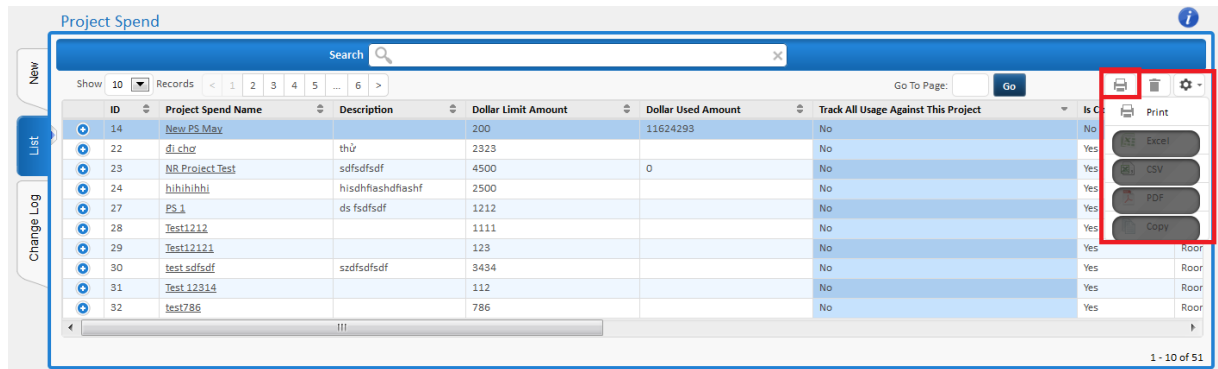 Project Spend
New
List
Change Log
Search
Show 10 Records < 1 2 3 4 5 ... 6 > Go To Page: Go
ID Project Spend Name Description Dollar Limit Amount Dollar Used Amount Track All Usage Against This Project Is C
14 New PS May 200 11624293 No No
22 đi chơ thử 2323 No Yes
23 NR Project Test sdfsdfsdf 4500 0 No Yes
24 hihihihhi hisdhfiashdfiashf 2500 No Yes
27 PS 1 ds fsdfsdf 1212 No Yes
28 Test1212 1111 No Yes
29 Test12121 123 No Yes Roor
30 test sdfsdf szdfsdfsdf 3434 No Yes Roor
31 Test 12314 112 No Yes Roor
32 test786 786 No Yes Roor
Print
Excel
CSV
PDF
Copy
1 - 10 of 51